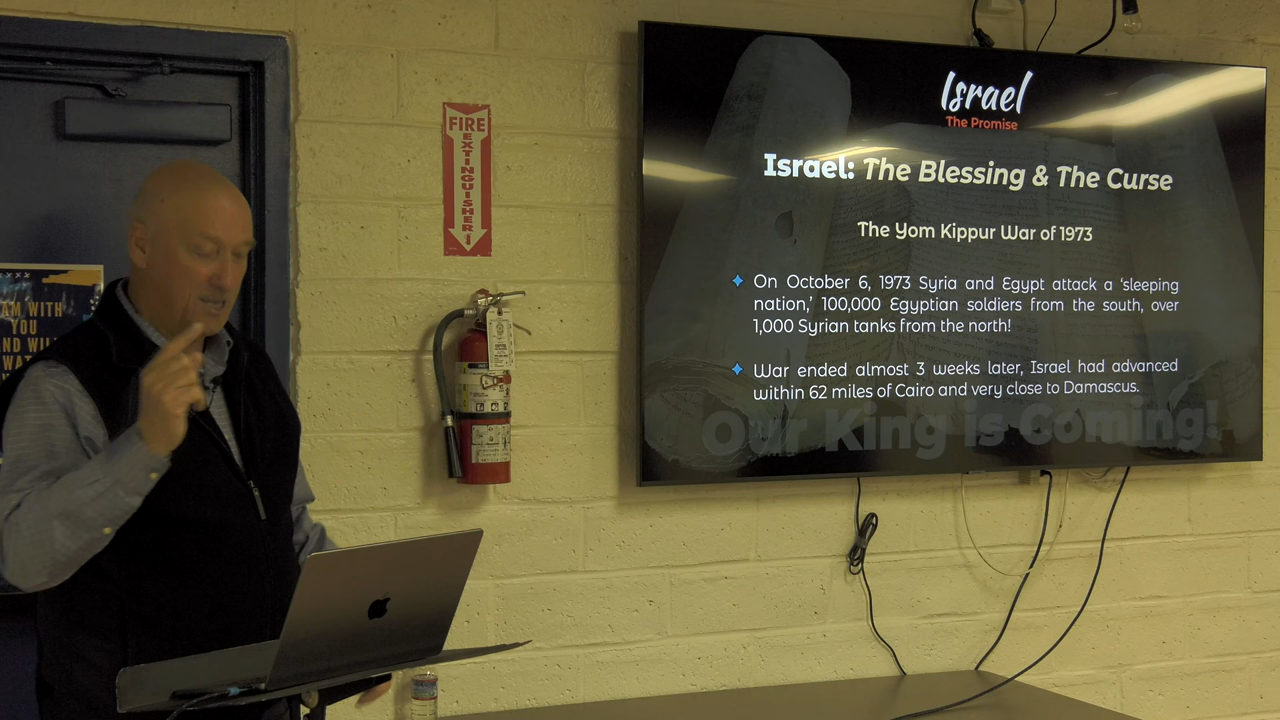 AM WITH
YOU
FIRE
EXTINGUISHER
Israel
The Promise
Israel: The Blessing & The Curse
The Yom Kippur War of 1973
On October 6, 1973 Syria and Egypt attack a 'sleeping
nation,' 100,000 Egyptian soldiers from the south, over
1,000 Syrian tanks from the north!
War ended almost 3 weeks later, Israel had advanced
within 62 miles of Cairo and very close to Damascus.
Our King is Coming!